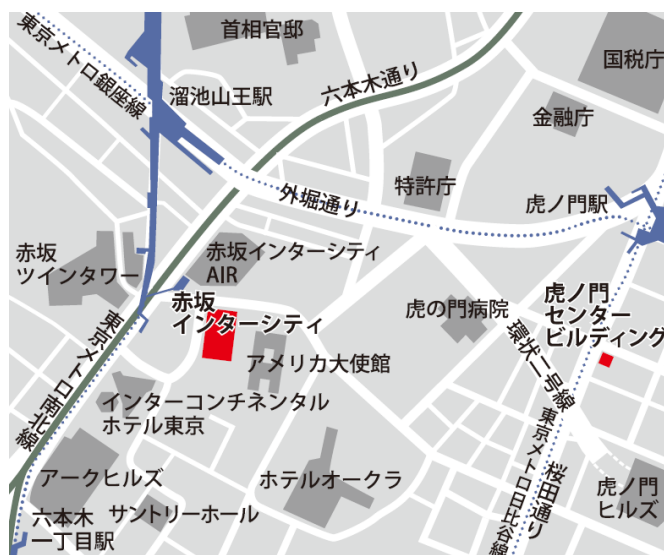 首相官邸
国税庁
東京メトロ銀座線
溜池山王駅
六本木通り
金融庁
特許庁
外堀通り
虎ノ門駅
赤坂
ツインタワー
赤坂インターシティ
AIR
赤坂
インターシティ
虎の門病院
虎ノ門
センター
ビルディング
アメリカ大使館
東京メトロ南北線
環状二号線
インターコンチネンタル
ホテル東京
東京メトロ日比谷線
桜田通り
アークヒルズ
ホテルオークラ
虎ノ門
ヒルズ
サントリーホール
六本木
一丁目駅